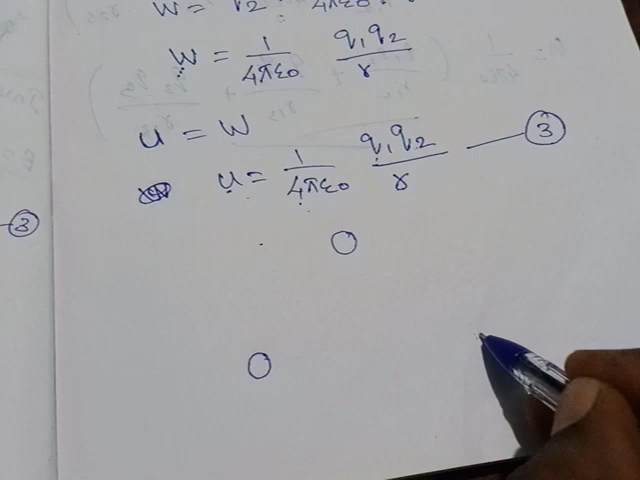 W = 1/4πε0 q1q2/r
U = W
U = 1/4πε0 q1q2/r — ③
③